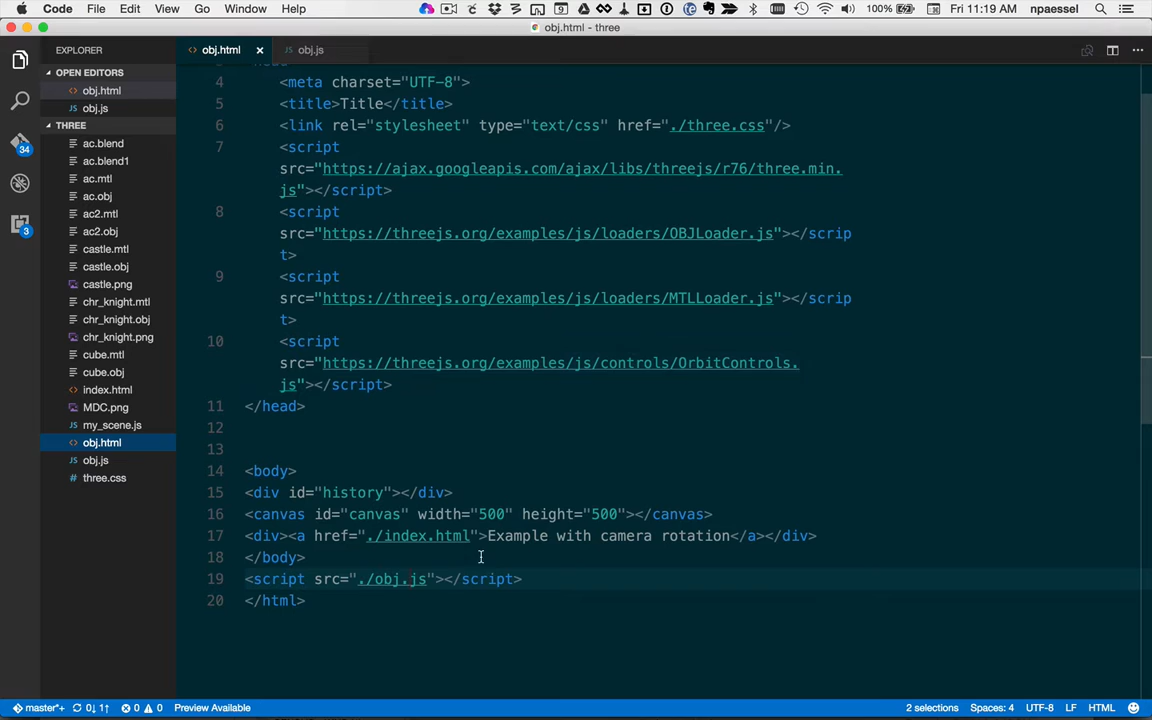 Code File Edit View Go Window Help 100% Fri 11:19 AM npaessel
obj.html - three
EXPLORER
obj.html
obj.js
OPEN EDITORS
obj.html
obj.js
THREE
ac.blend
ac.blend1
ac.mtl
ac.obj
ac2.mtl
ac2.obj
castle.mtl
castle.obj
castle.png
chr_knight.mtl
chr_knight.obj
chr_knight.png
cube.mtl
cube.obj
index.html
MDC.png
my_scene.js
obj.html
obj.js
three.css
34
3
4 <meta charset="UTF-8">
5 <title>Title</title>
6 <link rel="stylesheet" type="text/css" href="./three.css"/>
7 <script
src="https://ajax.googleapis.com/ajax/libs/threejs/r76/three.min.
js"></script>
8 <script
src="https://threejs.org/examples/js/loaders/OBJLoader.js"></scrip
t>
9 <script
src="https://threejs.org/examples/js/loaders/MTLLoader.js"></scrip
t>
10 <script
src="https://threejs.org/examples/js/controls/OrbitControls.
js"></script>
11 </head>
12
13
14 <body>
15 <div id="history"></div>
16 <canvas id="canvas" width="500" height="500"></canvas>
17 <div><a href="./index.html">Example with camera rotation</a></div>
18 </body>
19 <script src="./obj.js"></script>
20 </html>
master*+ 0↓ 1↑ 0 0 Preview Available 2 selections Spaces: 4 UTF-8 LF HTML